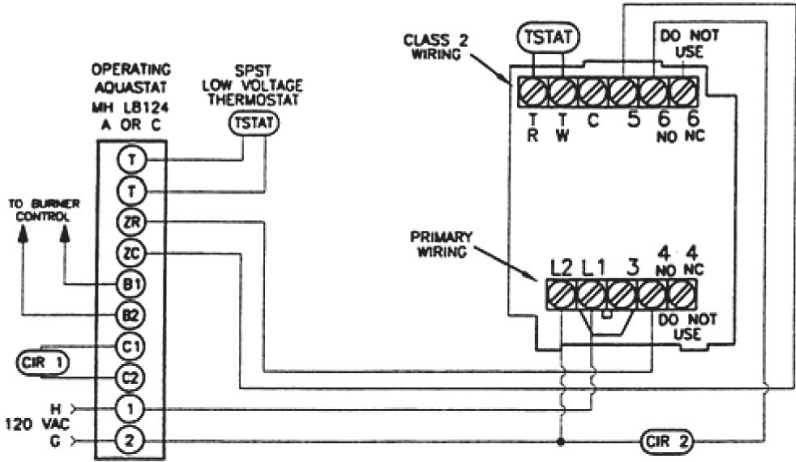 CLASS 2
WIRING
TSTAT
DO NOT
USE
T
R
T
W
C
5
6
NO
6
NC
OPERATING
AQUASTAT
MH L8124
A OR C
SPST
LOW VOLTAGE
THERMOSTAT
TSTAT
T
T
ZR
ZC
B1
B2
C1
C2
1
2
TO BURNER
CONTROL
CIR 1
H
120 VAC
G
PRIMARY
WIRING
L2
L1
3
4
NO
4
NC
DO NOT
USE
CIR 2